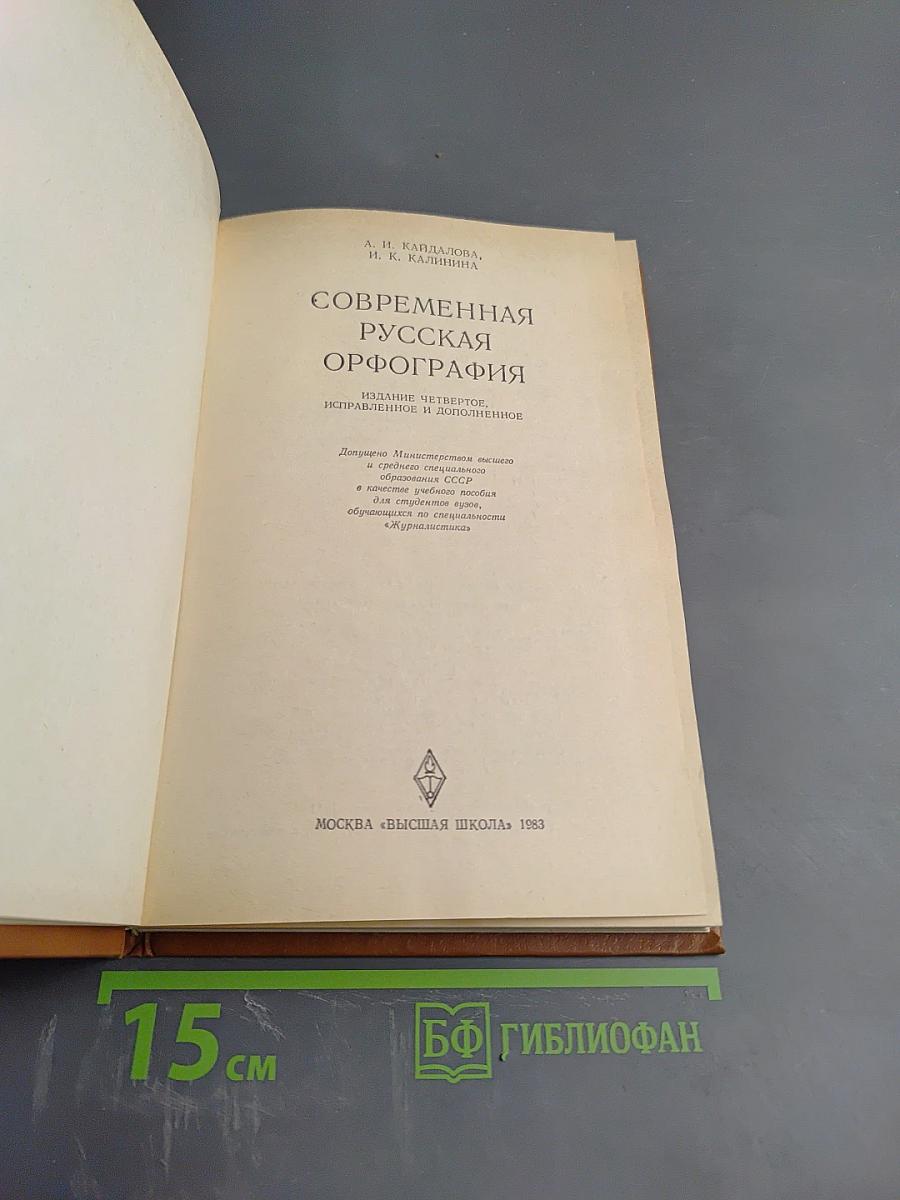 А. И. КАЙДАЛОВА,
И. К. КАЛИНИНА
СОВРЕМЕННАЯ
РУССКАЯ
ОРФОГРАФИЯ
ИЗДАНИЕ ЧЕТВЕРТОЕ,
ИСПРАВЛЕННОЕ И ДОПОЛНЕННОЕ
Допущено Министерством высшего
и среднего специального
образования СССР
в качестве учебного пособия
для студентов вузов,
обучающихся по специальности
«Журналистика»
МОСКВА «ВЫСШАЯ ШКОЛА» 1983
15 см
БФ ГИБЛИОФАН